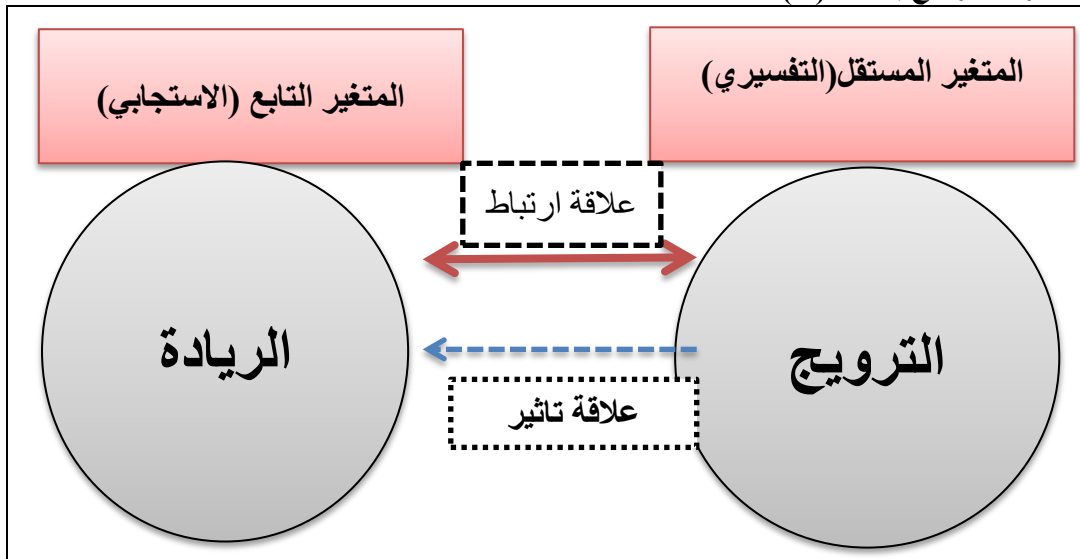 المتغير المستقل(التفسيري)
المتغير التابع (الاستجابي)
علاقة ارتباط
الترويج
الريادة
علاقة تاثير